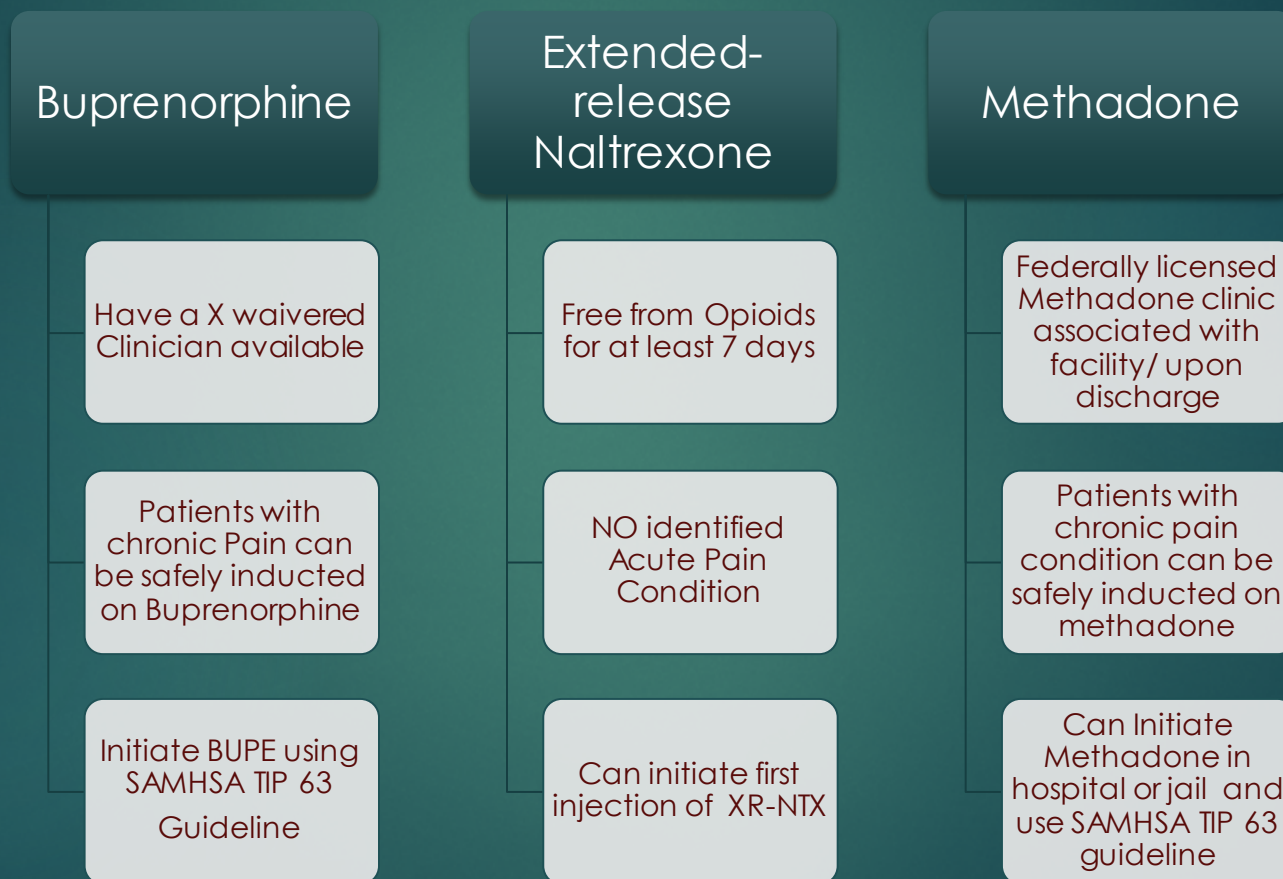 Buprenorphine
Have a X waivered
Clinician available
Patients with
chronic Pain can
be safely inducted
on Buprenorphine
Initiate BUPE using
SAMHSA TIP 63
Guideline
Extended-
release
Naltrexone
Free from Opioids
for at least 7 days
NO identified
Acute Pain
Condition
Can initiate first
injection of XR-NTX
Methadone
Federally licensed
Methadone clinic
associated with
facility/ upon
discharge
Patients with
chronic pain
condition can be
safely inducted on
methadone
Can Initiate
Methadone in
hospital or jail and
use SAMHSA TIP 63
guideline